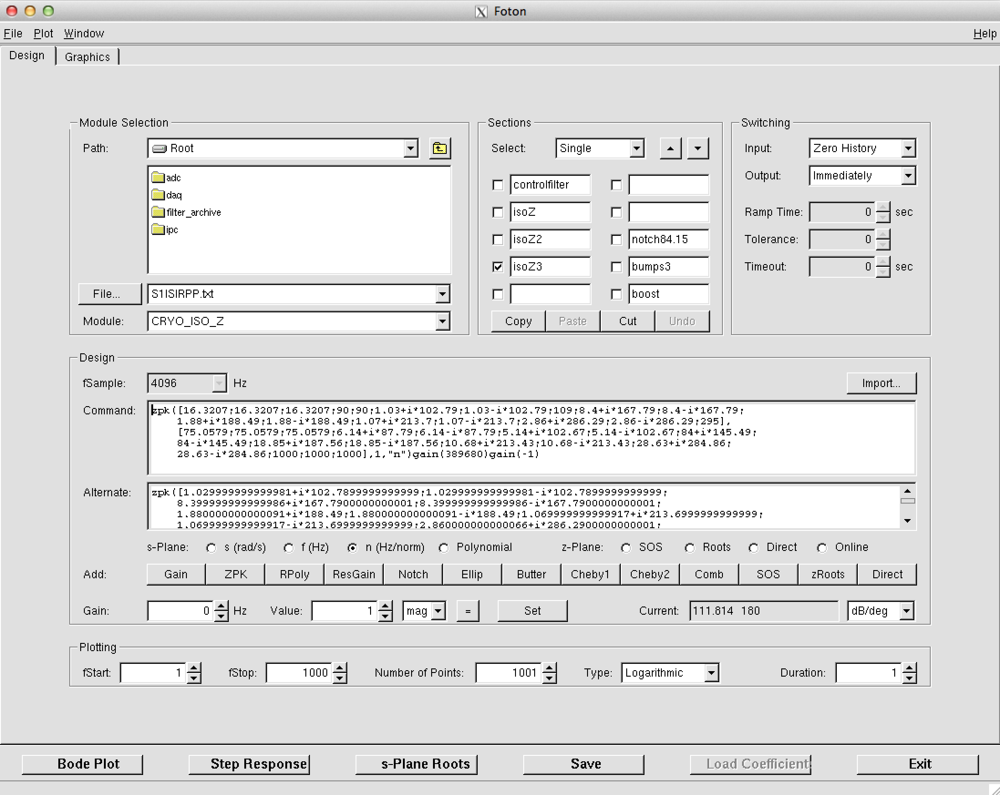 Foton
File Plot Window Help
Design Graphics
Module Selection
Path: Root
adc
daq
filter_archive
ipc
File... S1ISIRPP.txt
Module: CRYO_ISO_Z
Sections
Select: Single
controlfilter
isoZ
isoZ2 notch84.15
isoZ3 bumps3
boost
Copy Paste Cut Undo
Switching
Input: Zero History
Output: Immediately
Ramp Time: 0 sec
Tolerance: 0
Timeout: 0 sec
Design
fSample: 4096 Hz Import...
Command: zpk([16.3207;16.3207;16.3207;90;90;1.03+i*102.79;1.03-i*102.79;109;8.4+i*167.79;8.4-i*167.79;
1.88+i*188.49;1.88-i*188.49;1.07+i*213.7;1.07-i*213.7;2.86+i*286.29;2.86-i*286.29;295],
[75.0579;75.0579;75.0579;6.14+i*87.79;6.14-i*87.79;5.14+i*102.67;5.14-i*102.67;84+i*145.49;
84-i*145.49;18.85+i*187.56;18.85-i*187.56;10.68+i*213.43;10.68-i*213.43;28.63+i*284.86;
28.63-i*284.86;1000;1000;1000],1,"n")gain(389680)gain(-1)
Alternate: zpk([1.029999999999981+i*102.7899999999999;1.029999999999981-i*102.7899999999999;
8.399999999999986+i*167.7900000000001;8.399999999999986-i*167.7900000000001;
1.880000000000091+i*188.49;1.880000000000091-i*188.49;1.069999999999917+i*213.6999999999999;
1.069999999999917-i*213.6999999999999;2.860000000000066+i*286.2900000000001;
s-Plane: s (rad/s) f (Hz) n (Hz/norm) Polynomial z-Plane: SOS Roots Direct Online
Add: Gain ZPK RPoly ResGain Notch Ellip Butter Cheby1 Cheby2 Comb SOS zRoots Direct
Gain: 0 Hz Value: 1 mag = Set Current: 111.814 180 dB/deg
Plotting
fStart: 1 fStop: 1000 Number of Points: 1001 Type: Logarithmic Duration: 1
Bode Plot Step Response s-Plane Roots Save Load Coefficient Exit